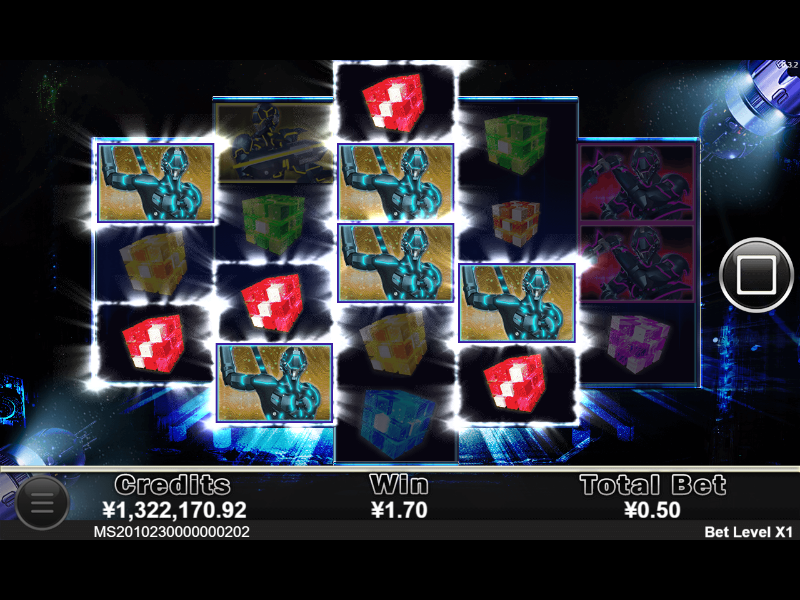 Credits
Win
Total Bet
¥1,322,170.92
¥1.70
¥0.50
MS2010230000000202
Bet Level X1